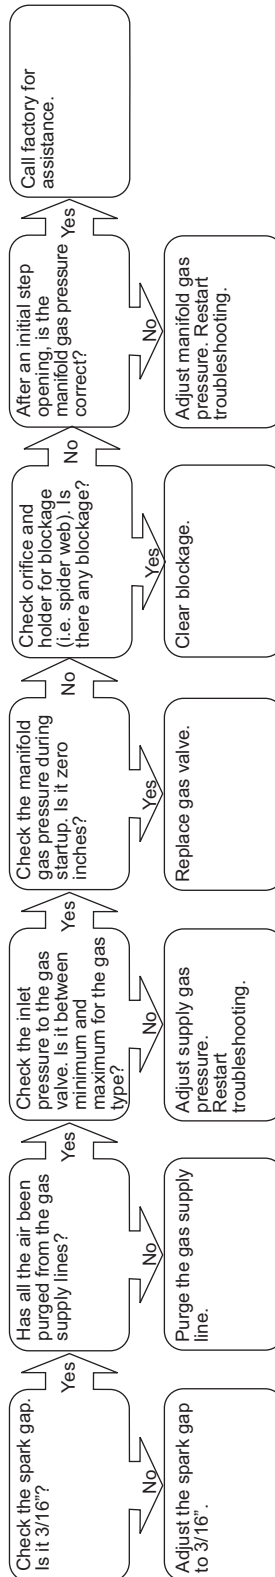 Check the spark gap.
Is it 3/16”?
Yes
No
Adjust the spark gap
to 3/16”.
Has all the air been
purged from the gas
supply lines?
Yes
No
Purge the gas supply
line.
Check the inlet
pressure to the gas
valve. Is it between
minimum and
maximum for the gas
type?
Yes
No
Adjust supply gas
pressure.
Restart
troubleshooting.
Check the manifold
gas pressure during
startup. Is it zero
inches?
No
Yes
Replace gas valve.
Check orifice and
holder for blockage
(i.e. spider web). Is
there any blockage?
No
Yes
Clear blockage.
After an initial step
opening, is the
manifold gas pressure
correct?
Yes
No
Adjust manifold gas
pressure. Restart
troubleshooting.
Call factory for
assistance.